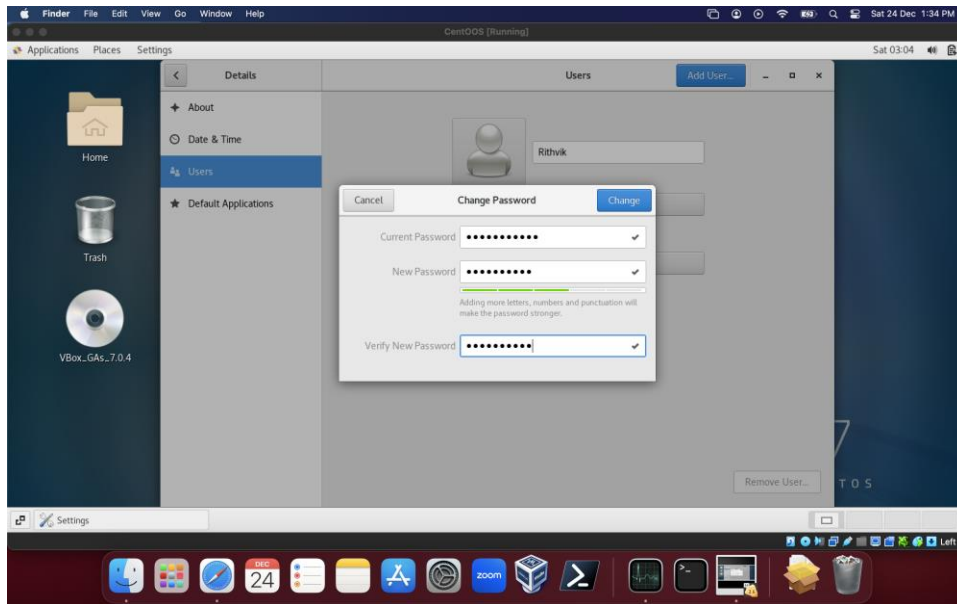 Finder File Edit View Go Window Help Sat 24 Dec 1:34 PM
CentOOS [Running]
Applications Places Settings Sat 03:04
Details Users Add User...
About
Date & Time
Users
Default Applications
Home
Trash
VBox_GAs_7.0.4
Rithvik
Cancel Change Password Change
Current Password
New Password
Adding more letters, numbers and punctuation will
make the password stronger.
Verify New Password
Remove User...
7
TOS
Settings
Left
DEC
24
zoom